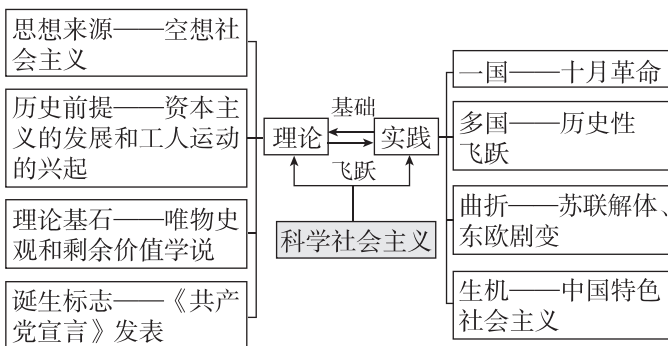 思想来源——空想社
会主义
历史前提——资本主
义的发展和工人运动
的兴起
理论基石——唯物史
观和剩余价值学说
诞生标志——《共产
党宣言》发表
理论
基础
飞跃
实践
科学社会主义
一国——十月革命
多国——历史性
飞跃
曲折——苏联解体、
东欧剧变
生机——中国特色
社会主义